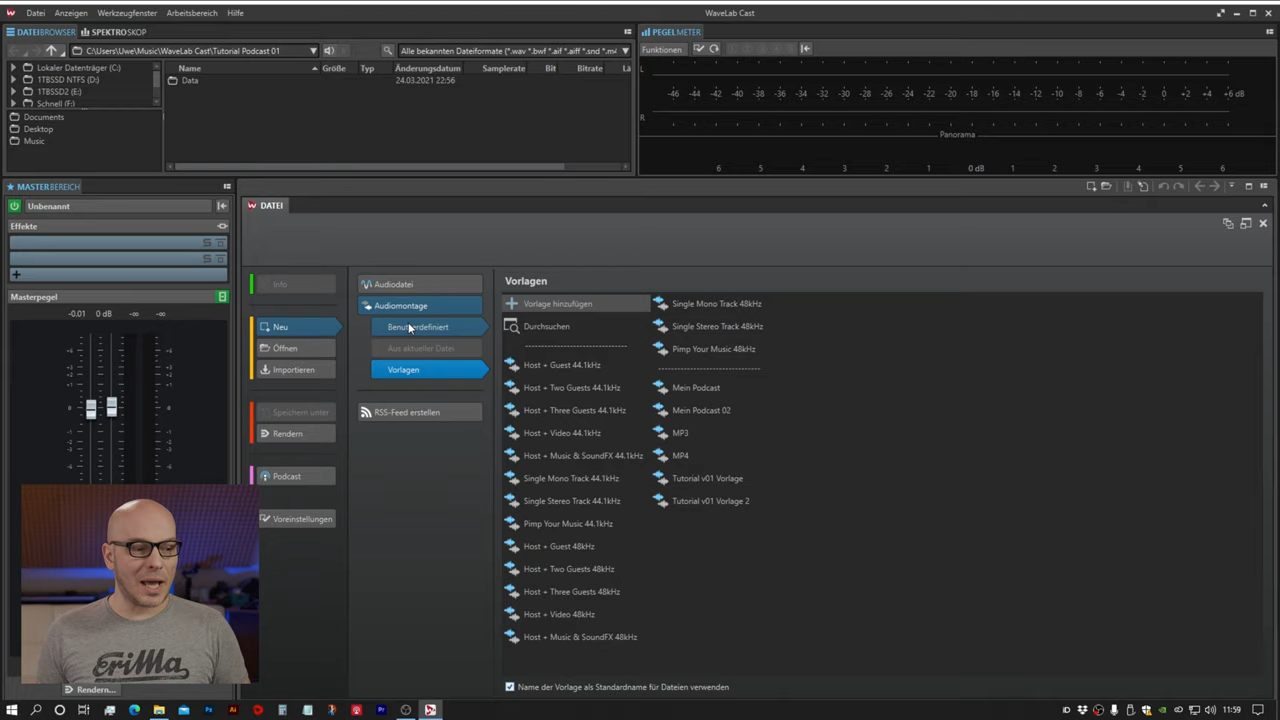 Datei Anzeigen Werkzeugfenster Arbeitsbereich Hilfe
WaveLab Cast
DATEIBROWSER SPEKTROSKOP
PEGELMETER
C:\Users\Uwe\Music\WaveLab Cast\Tutorial Podcast 01
Alle bekannten Dateiformate (*.wav *.bwf *.aif *.aiff *.snd *.m4
Funktionen
Lokaler Datenträger (C:)
1TBSSD NTFS (D:)
1TBSSD2 (E:)
Schnell (F:)
Documents
Desktop
Music
Name Größe Typ Änderungsdatum Samplerate Bit Bitrate Lä
Data 24.03.2021 22:56
L
-46 -44 -42 -40 -38 -36 -34 -32 -30 -28 -26 -24 -22 -20 -18 -16 -14 -12 -10 -8 -6 -4 -2 0 +2 +4 +6 dB
R
Panorama
6 5 4 3 2 1 0 dB 1 2 3 4 5 6
MASTERBEREICH
Unbenannt
Effekte
Masterpegel
-0.01 0 dB -∞ -∞
Rendern...
DATEI
Info
Neu
Öffnen
Importieren
Speichern unter
Rendern
Podcast
Voreinstellungen
Audiodatei
Audiomontage
Benutzerdefiniert
Aus aktueller Datei
Vorlagen
RSS-Feed erstellen
Vorlagen
Vorlage hinzufügen
Durchsuchen
Host + Guest 44.1kHz
Host + Two Guests 44.1kHz
Host + Three Guests 44.1kHz
Host + Video 44.1kHz
Host + Music & SoundFX 44.1kHz
Single Mono Track 44.1kHz
Single Stereo Track 44.1kHz
Pimp Your Music 44.1kHz
Host + Guest 48kHz
Host + Two Guests 48kHz
Host + Three Guests 48kHz
Host + Video 48kHz
Host + Music & SoundFX 48kHz
Single Mono Track 48kHz
Single Stereo Track 48kHz
Pimp Your Music 48kHz
Mein Podcast
Mein Podcast 02
MP3
MP4
Tutorial v01 Vorlage
Tutorial v01 Vorlage 2
Name der Vorlage als Standardname für Dateien verwenden
eriMa
11:59